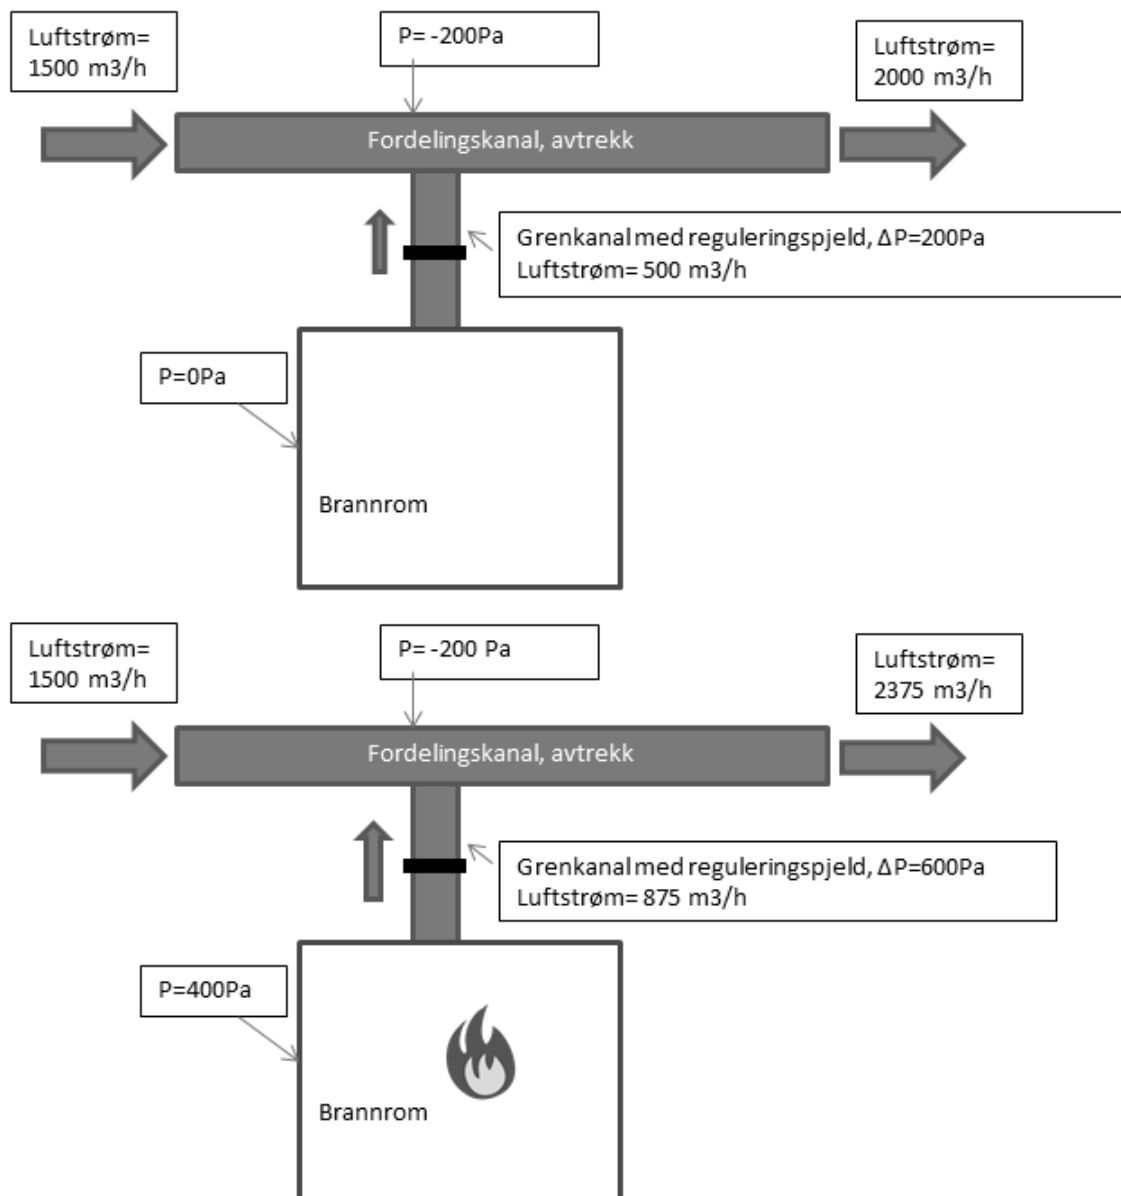 Luftstrøm=
1500 m3/h
P= -200Pa
Luftstrøm=
2000 m3/h
Fordelingskanal, avtrekk
Grenkanal med reguleringspjeld, ΔP=200Pa
Luftstrøm= 500 m3/h
P=0Pa
Brannrom
Luftstrøm=
1500 m3/h
P= -200 Pa
Luftstrøm=
2375 m3/h
Fordelingskanal, avtrekk
Grenkanal med reguleringspjeld, ΔP=600Pa
Luftstrøm= 875 m3/h
P=400Pa
Brannrom